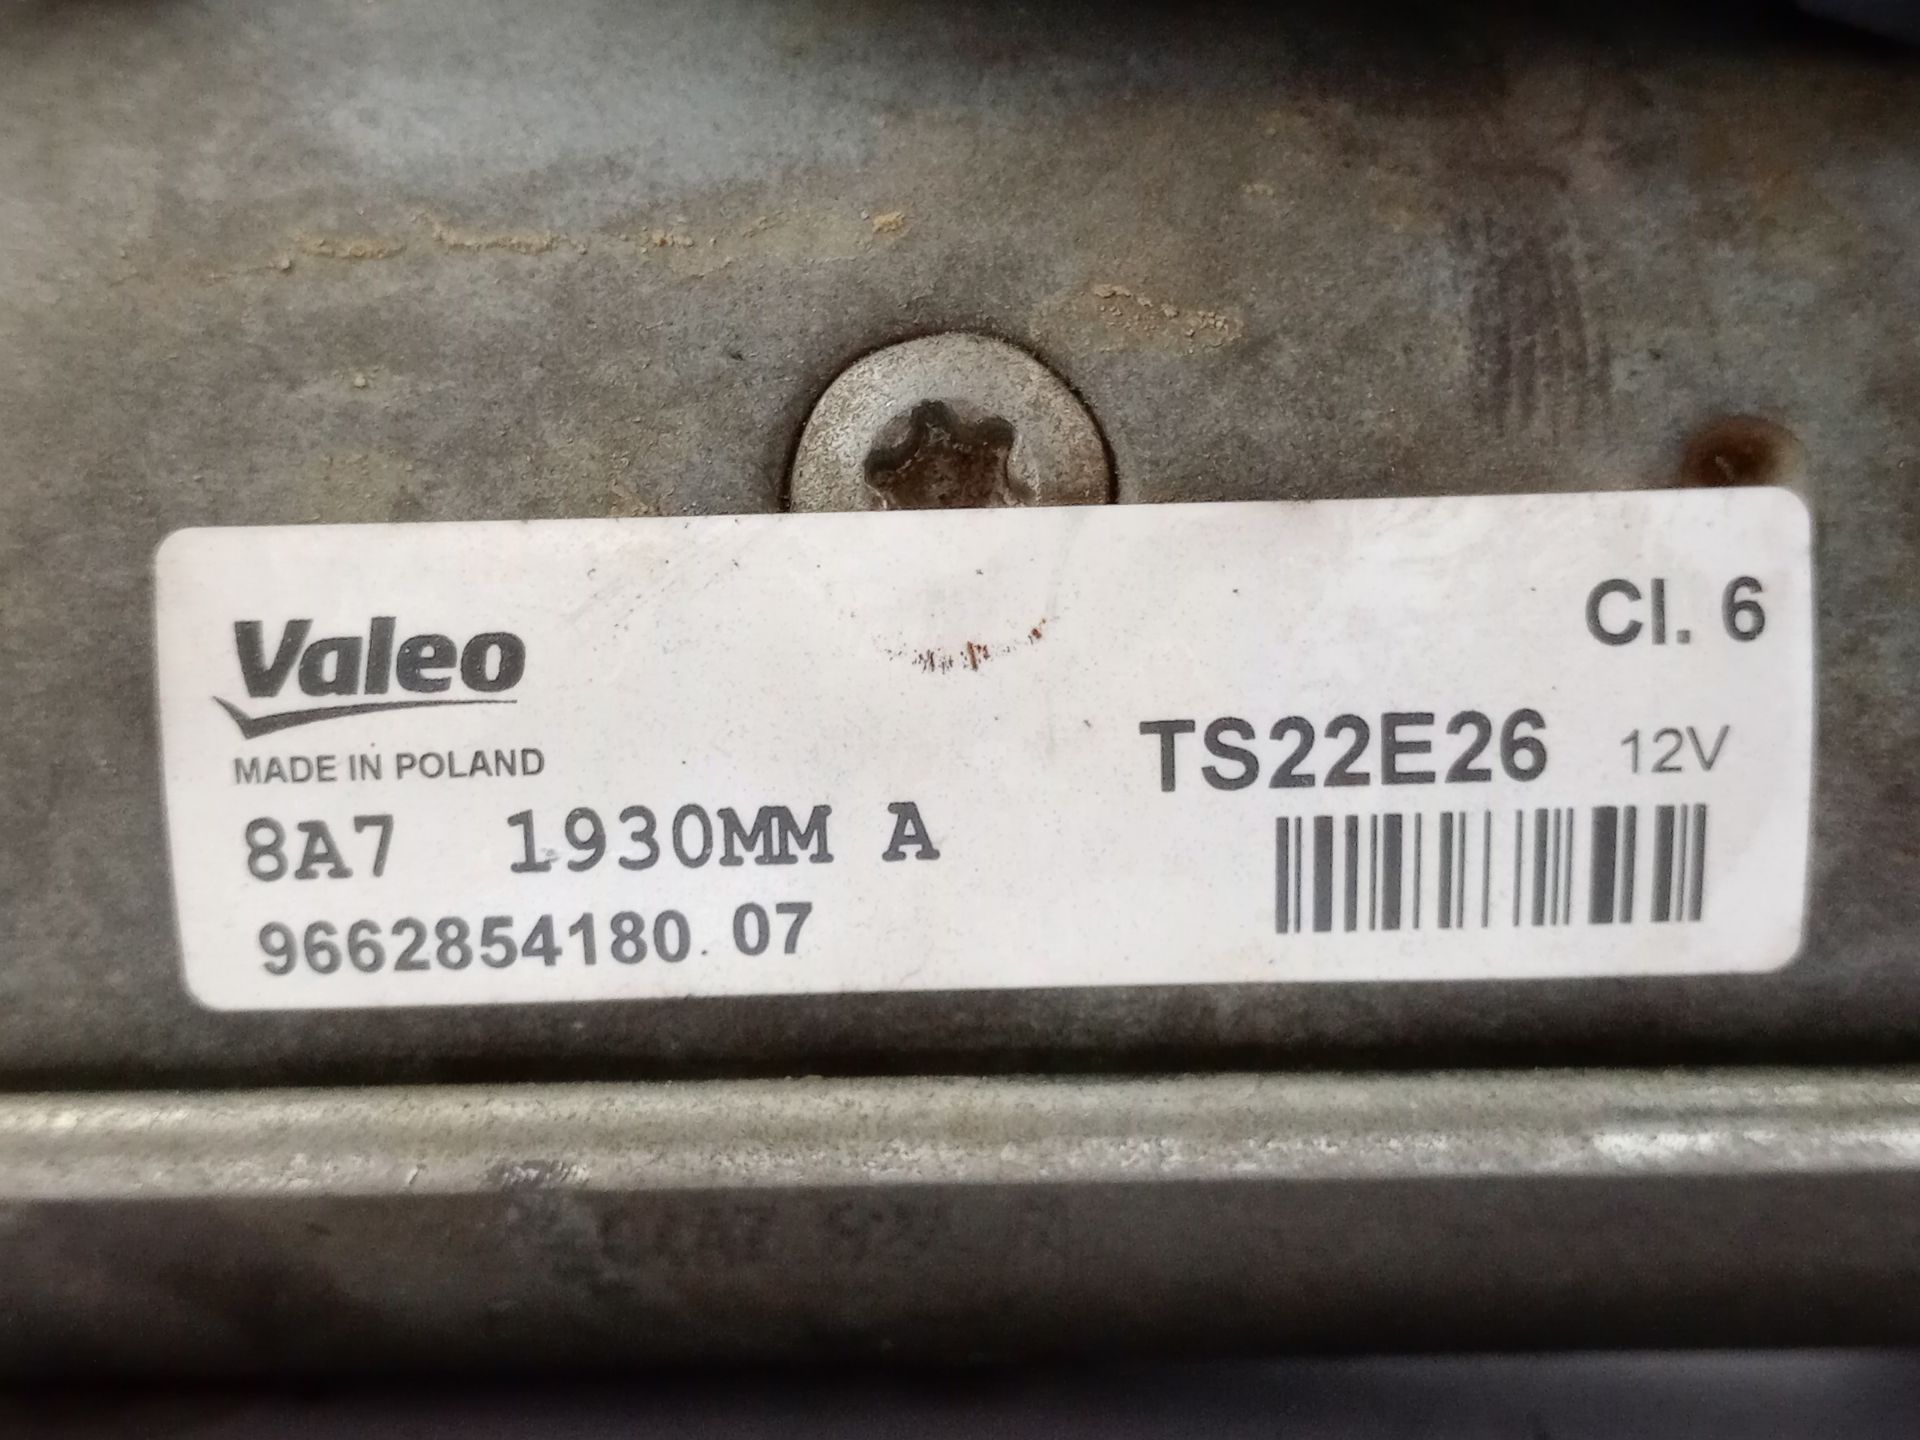 Valeo
MADE IN POLAND
Cl. 6
TS22E26 12V
8A7 1930MM A
9662854180.07